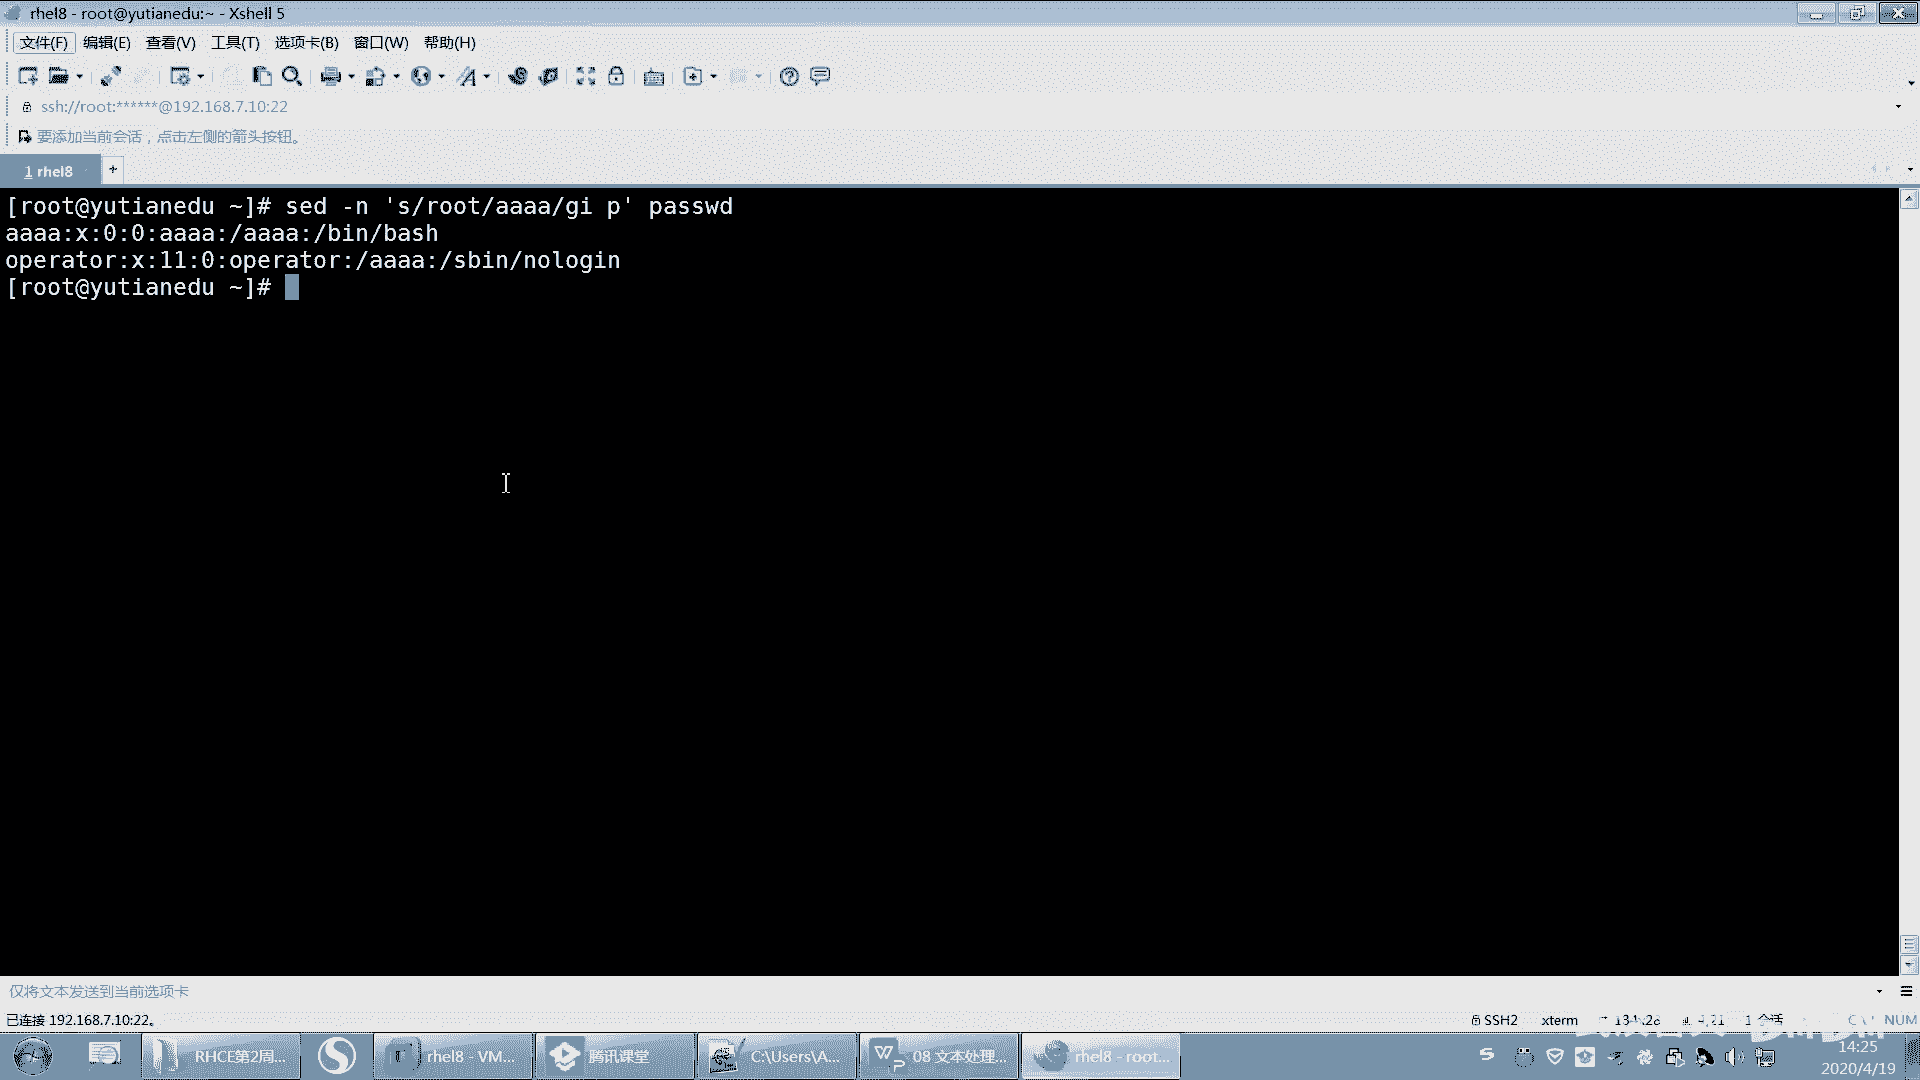 rhel8 - root@yutianedu:~ - Xshell 5
文件(F) 编辑(E) 查看(V) 工具(T) 选项卡(B) 窗口(W) 帮助(H)
ssh://root:******@192.168.7.10:22
要添加当前会话，点击左侧的箭头按钮。
1 rhel8 +
[root@yutianedu ~]# sed -n 's/root/aaaa/gi p' passwd
aaaa:x:0:0:aaaa:/aaaa:/bin/bash
operator:x:11:0:operator:/aaaa:/sbin/nologin
[root@yutianedu ~]#
仅将文本发送到当前选项卡
已连接 192.168.7.10:22。 SSH2 xterm 1 会话 NUM
RHCE第2周... rhel8 - VM... 腾讯课堂 C:\Users\A... 08 文本处理... rhel8 - root... 14:25
2020/4/19